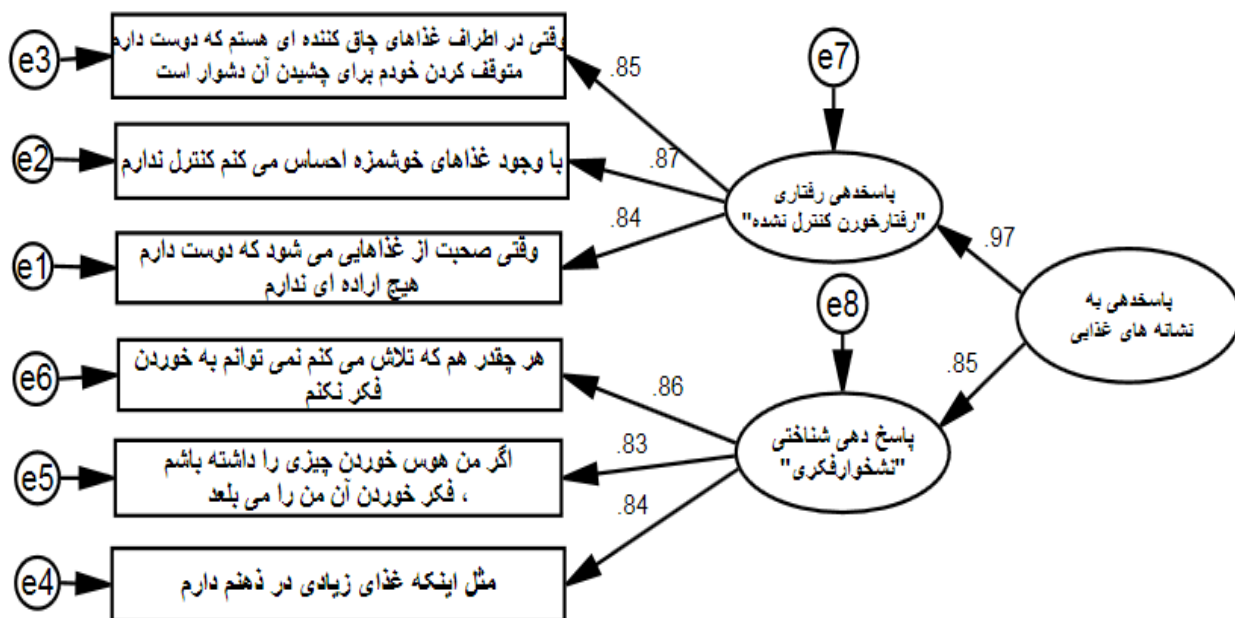 e3
وقتی در اطراف غذاهای چاق کننده ای هستم که دوست دارم
متوقف کردن خودم برای چشیدن آن دشوار است
.85
e7
e2
با وجود غذاهای خوشمزه احساس می کنم کنترل ندارم
.87
پاسخدهی رفتاری
"رفتارخورن کنترل نشده"
e1
وقتی صحبت از غذاهایی می شود که دوست دارم
هیچ اراده ای ندارم
.84
.97
e8
پاسخدهی به
نشانه های غذایی
e6
هر چقدر هم که تلاش می کنم نمی توانم به خوردن
فکر نکنم
.86
.85
پاسخ دهی شناختی
"نشخوارفکری"
e5
اگر من هوس خوردن چیزی را داشته باشم
، فکر خوردن آن من را می بلعد
.83
.84
e4
مثل اینکه غذای زیادی در ذهنم دارم